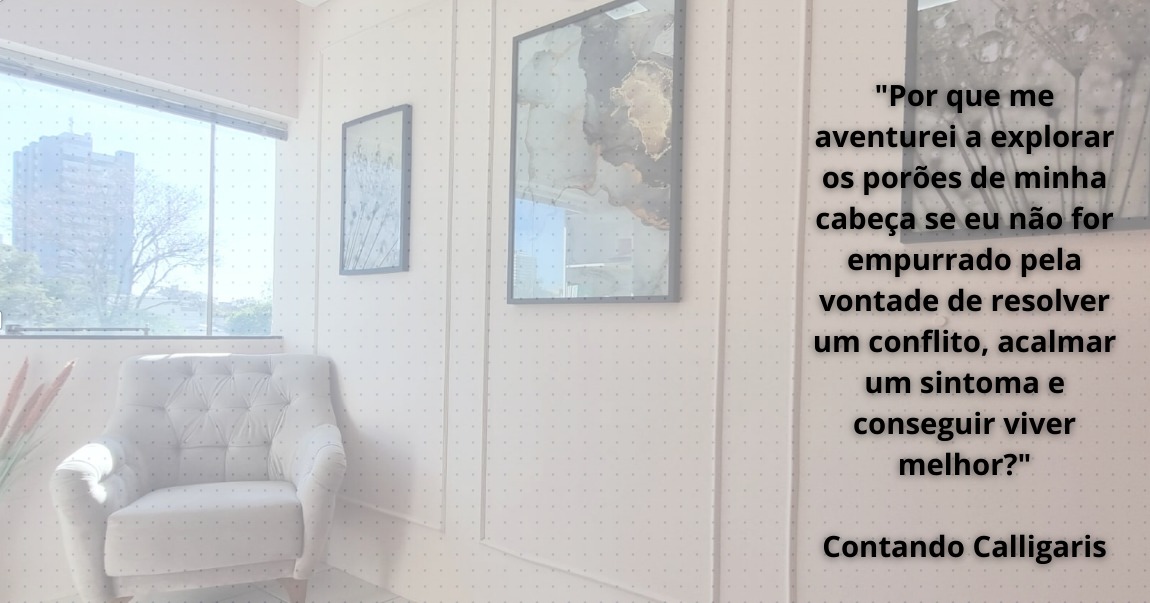 "Por que me
aventurei a explorar
os porões de minha
cabeça se eu não for
empurrado pela
vontade de resolver
um conflito, acalmar
um sintoma e
conseguir viver
melhor?"
Contando Calligaris